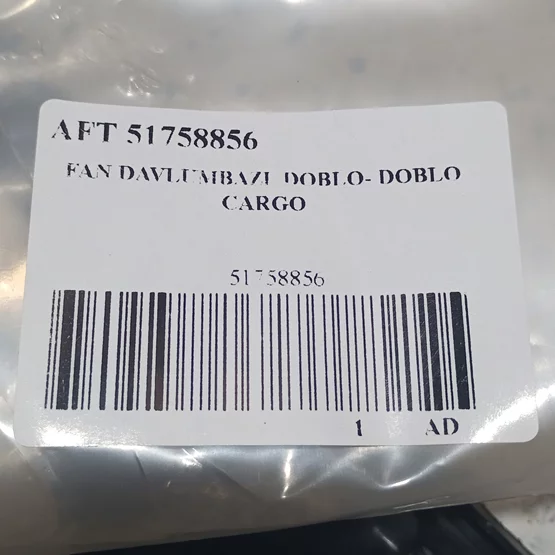 AFT 51758856
FAN DAVLUMBAZI DOBLO- DOBLO
CARGO
51758856
1 AD